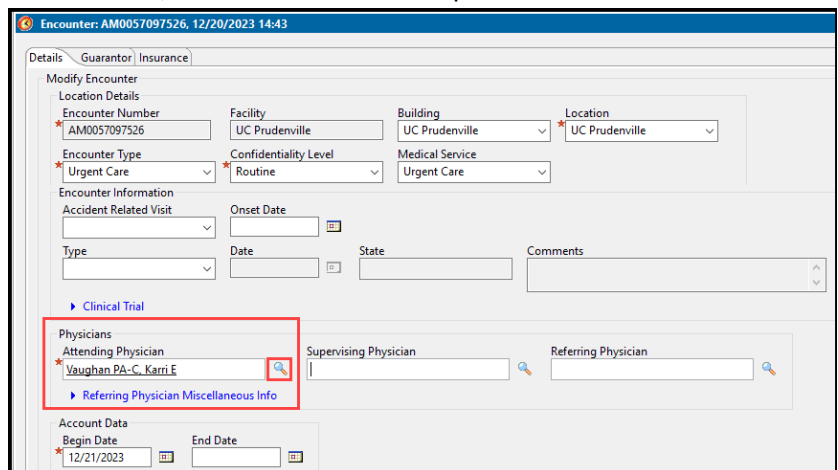 Encounter: AM0057097526, 12/20/2023 14:43
Details Guarantor Insurance
Modify Encounter
Location Details
Encounter Number Facility Building Location
* AM0057097526 UC Prudenville UC Prudenville * UC Prudenville
Encounter Type Confidentiality Level Medical Service
* Urgent Care * Routine Urgent Care
Encounter Information
Accident Related Visit Onset Date
Type Date State Comments
Clinical Trial
Physicians
Attending Physician Supervising Physician Referring Physician
* Vaughan PA-C, Karri E
Referring Physician Miscellaneous Info
Account Data
Begin Date End Date
* 12/21/2023